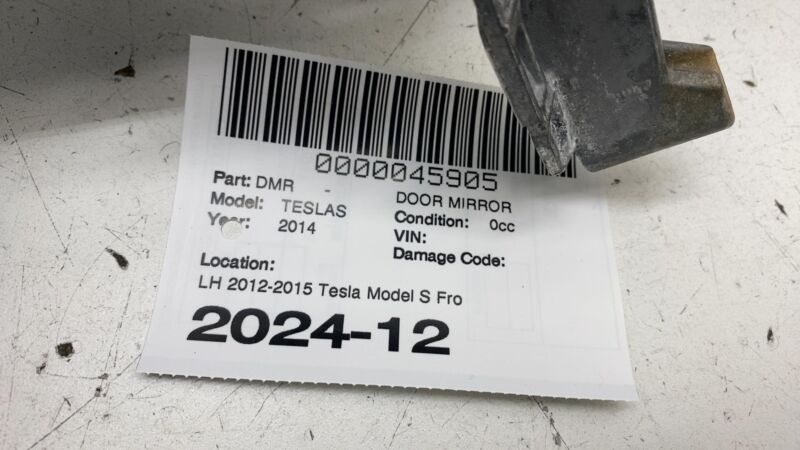 0000045905
Part: DMR - DOOR MIRROR
Model: TESLAS Condition: 0cc
Year: 2014 VIN:
Damage Code:
Location:
LH 2012-2015 Tesla Model S Fro
2024-12